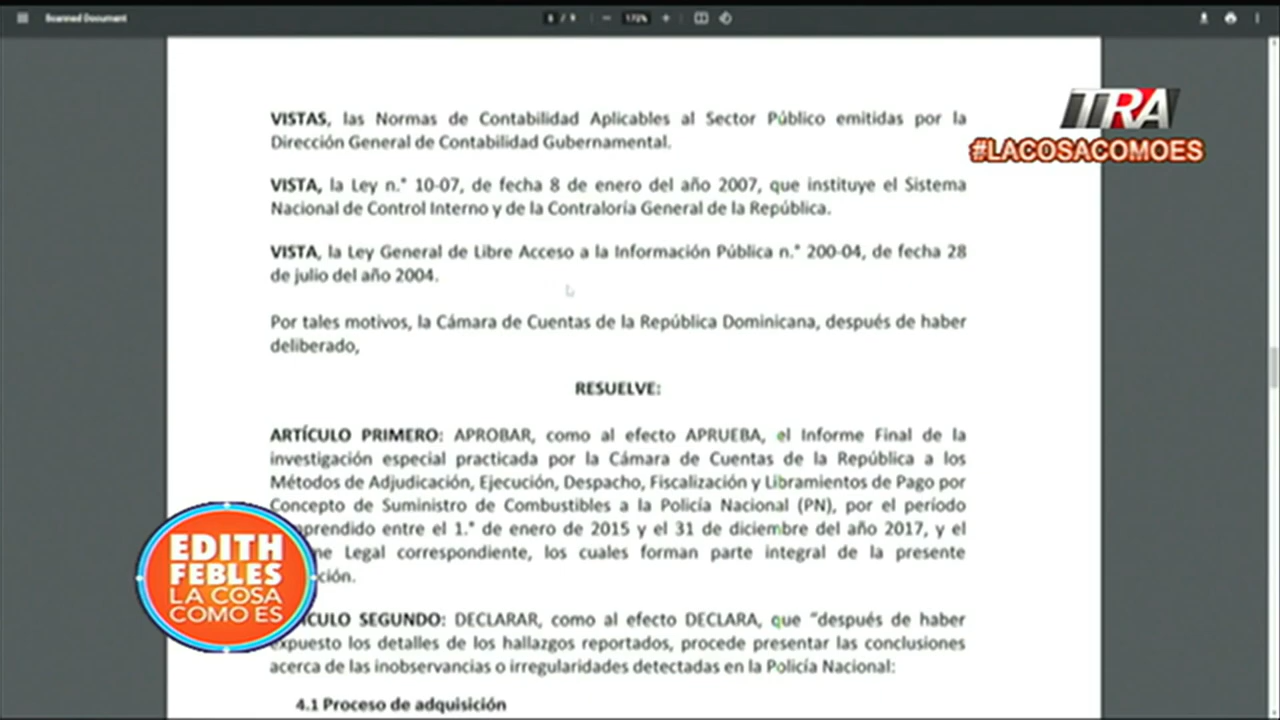 Scanned Document
8 / 9
172%
VISTAS, las Normas de Contabilidad Aplicables al Sector Público emitidas por la
Dirección General de Contabilidad Gubernamental.
VISTA, la Ley n.° 10-07, de fecha 8 de enero del año 2007, que instituye el Sistema
Nacional de Control Interno y de la Contraloría General de la República.
VISTA, la Ley General de Libre Acceso a la Información Pública n.° 200-04, de fecha 28
de julio del año 2004.
Por tales motivos, la Cámara de Cuentas de la República Dominicana, después de haber
deliberado,
RESUELVE:
ARTÍCULO PRIMERO: APROBAR, como al efecto APRUEBA, el Informe Final de la
investigación especial practicada por la Cámara de Cuentas de la República a los
Métodos de Adjudicación, Ejecución, Despacho, Fiscalización y Libramientos de Pago por
Concepto de Suministro de Combustibles a la Policía Nacional (PN), por el período
prendido entre el 1.° de enero de 2015 y el 31 de diciembre del año 2017, y el
me Legal correspondiente, los cuales forman parte integral de la presente
ción.
CULO SEGUNDO: DECLARAR, como al efecto DECLARA, que "después de haber
expuesto los detalles de los hallazgos reportados, procede presentar las conclusiones
acerca de las inobservancias o irregularidades detectadas en la Policía Nacional:
4.1 Proceso de adquisición
TRA
#LACOSACOMOES
EDITH
FEBLES
LA COSA
COMO ES